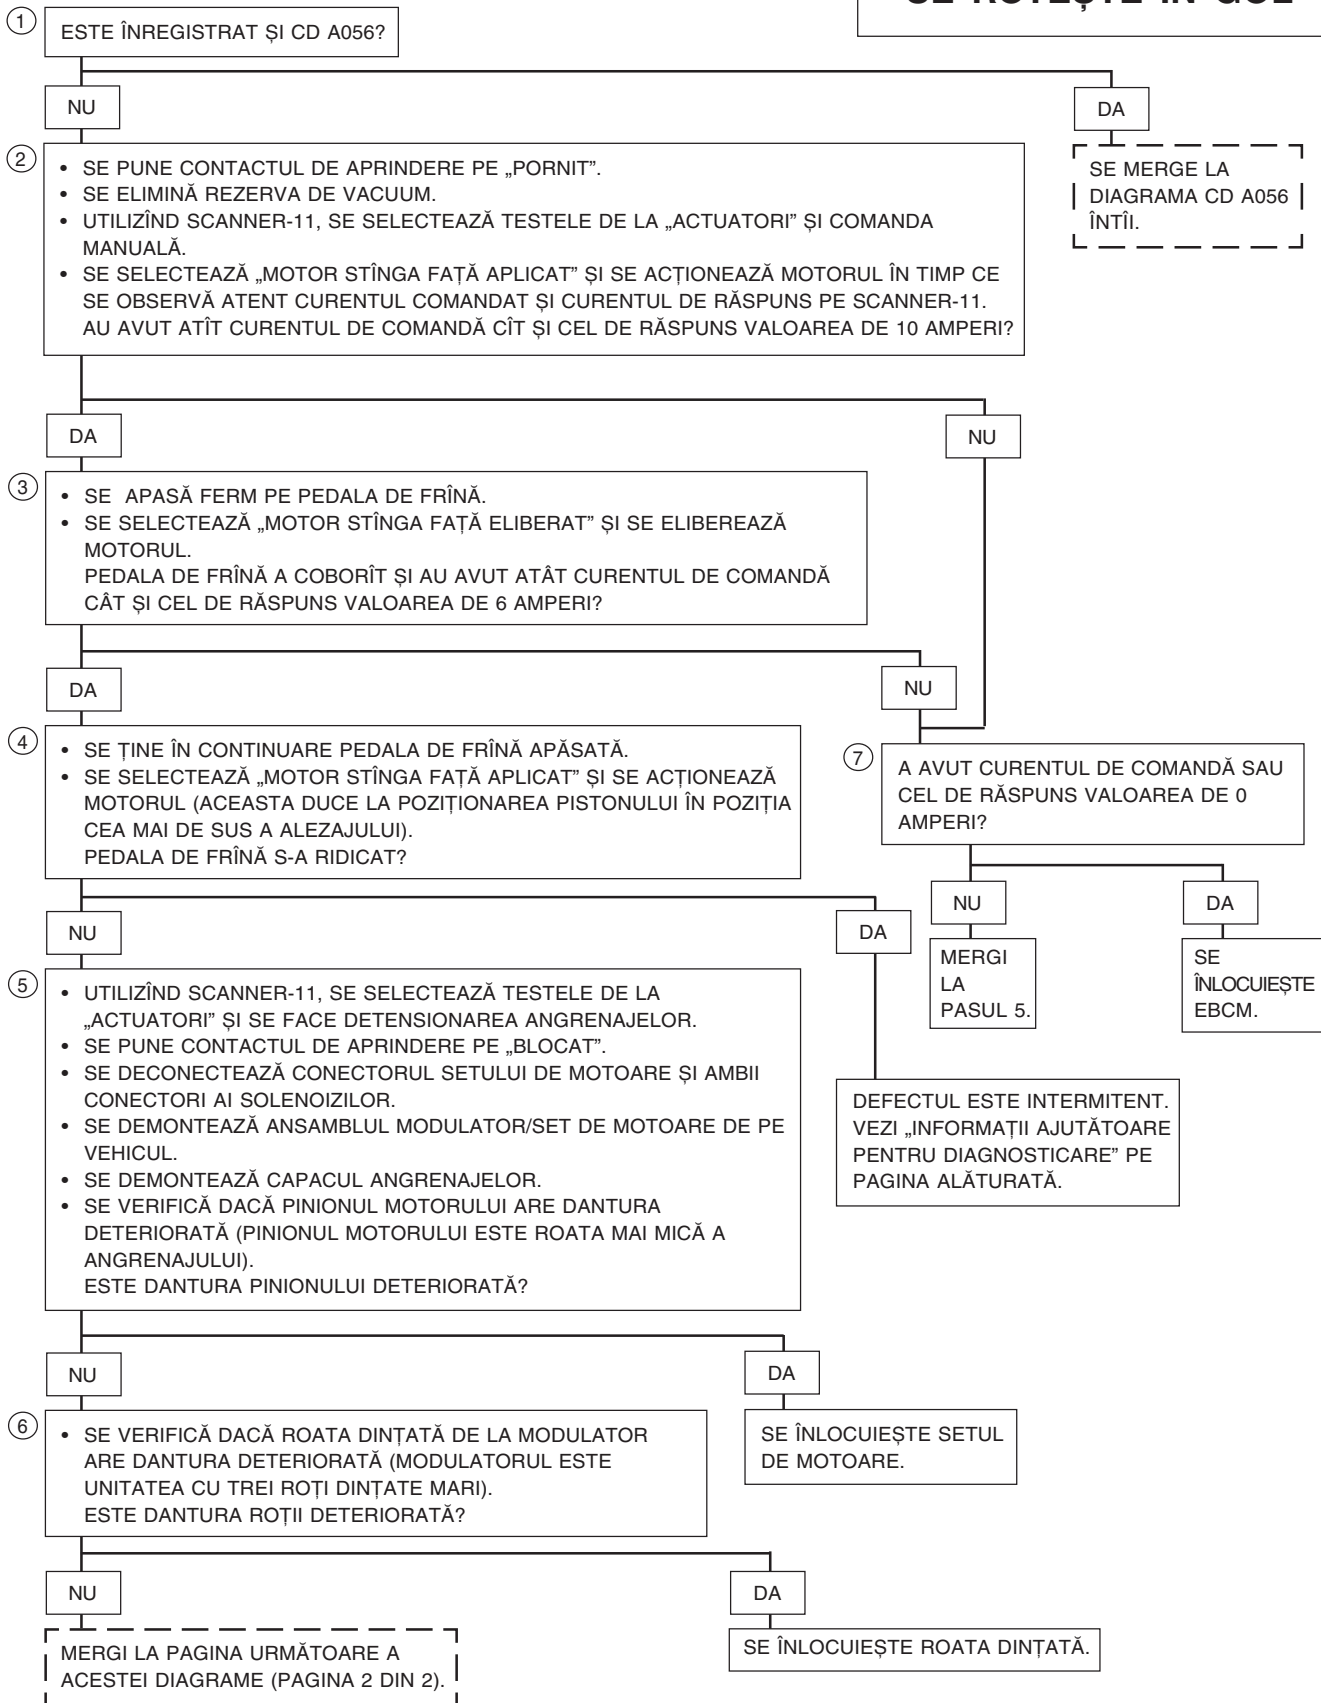 SE ROTEȘTE ÎN GOL
1
ESTE ÎNREGISTRAT ȘI CD A056?
NU
DA
SE MERGE LA
DIAGRAMA CD A056
ÎNTÎI.
2
• SE PUNE CONTACTUL DE APRINDERE PE „PORNIT”.
• SE ELIMINĂ REZERVA DE VACUUM.
• UTILIZÎND SCANNER-11, SE SELECTEAZĂ TESTELE DE LA „ACTUATORI” ȘI COMANDA
MANUALĂ.
• SE SELECTEAZĂ „MOTOR STÎNGA FAȚĂ APLICAT” ȘI SE ACȚIONEAZĂ MOTORUL ÎN TIMP CE
SE OBSERVĂ ATENT CURENTUL COMANDAT ȘI CURENTUL DE RĂSPUNS PE SCANNER-11.
AU AVUT ATÎT CURENTUL DE COMANDĂ CÎT ȘI CEL DE RĂSPUNS VALOAREA DE 10 AMPERI?
DA
NU
3
• SE APASĂ FERM PE PEDALA DE FRÎNĂ.
• SE SELECTEAZĂ „MOTOR STÎNGA FAȚĂ ELIBERAT” ȘI SE ELIBEREAZĂ
MOTORUL.
PEDALA DE FRÎNĂ A COBORÎT ȘI AU AVUT ATÂT CURENTUL DE COMANDĂ
CÂT ȘI CEL DE RĂSPUNS VALOAREA DE 6 AMPERI?
DA
NU
4
• SE ȚINE ÎN CONTINUARE PEDALA DE FRÎNĂ APĂSATĂ.
• SE SELECTEAZĂ „MOTOR STÎNGA FAȚĂ APLICAT” ȘI SE ACȚIONEAZĂ
MOTORUL (ACEASTA DUCE LA POZIȚIONAREA PISTONULUI ÎN POZIȚIA
CEA MAI DE SUS A ALEZAJULUI).
PEDALA DE FRÎNĂ S-A RIDICAT?
7
A AVUT CURENTUL DE COMANDĂ SAU
CEL DE RĂSPUNS VALOAREA DE 0
AMPERI?
NU
DA
MERGI
LA
PASUL 5.
SE
ÎNLOCUIEȘTE
EBCM.
NU
DA
DEFECTUL ESTE INTERMITENT.
VEZI „INFORMAȚII AJUTĂTOARE
PENTRU DIAGNOSTICARE” PE
PAGINA ALĂTURATĂ.
5
• UTILIZÎND SCANNER-11, SE SELECTEAZĂ TESTELE DE LA
„ACTUATORI” ȘI SE FACE DETENSIONAREA ANGRENAJELOR.
• SE PUNE CONTACTUL DE APRINDERE PE „BLOCAT”.
• SE DECONECTEAZĂ CONECTORUL SETULUI DE MOTOARE ȘI AMBII
CONECTORI AI SOLENOIZILOR.
• SE DEMONTEAZĂ ANSAMBLUL MODULATOR/SET DE MOTOARE DE PE
VEHICUL.
• SE DEMONTEAZĂ CAPACUL ANGRENAJELOR.
• SE VERIFICĂ DACĂ PINIONUL MOTORULUI ARE DANTURA
DETERIORATĂ (PINIONUL MOTORULUI ESTE ROATA MAI MICĂ A
ANGRENAJULUI).
ESTE DANTURA PINIONULUI DETERIORATĂ?
NU
DA
SE ÎNLOCUIEȘTE SETUL
DE MOTOARE.
6
• SE VERIFICĂ DACĂ ROATA DINȚATĂ DE LA MODULATOR
ARE DANTURA DETERIORATĂ (MODULATORUL ESTE
UNITATEA CU TREI ROȚI DINȚATE MARI).
ESTE DANTURA ROȚII DETERIORATĂ?
NU
DA
MERGI LA PAGINA URMĂTOARE A
ACESTEI DIAGRAME (PAGINA 2 DIN 2).
SE ÎNLOCUIEȘTE ROATA DINȚATĂ.